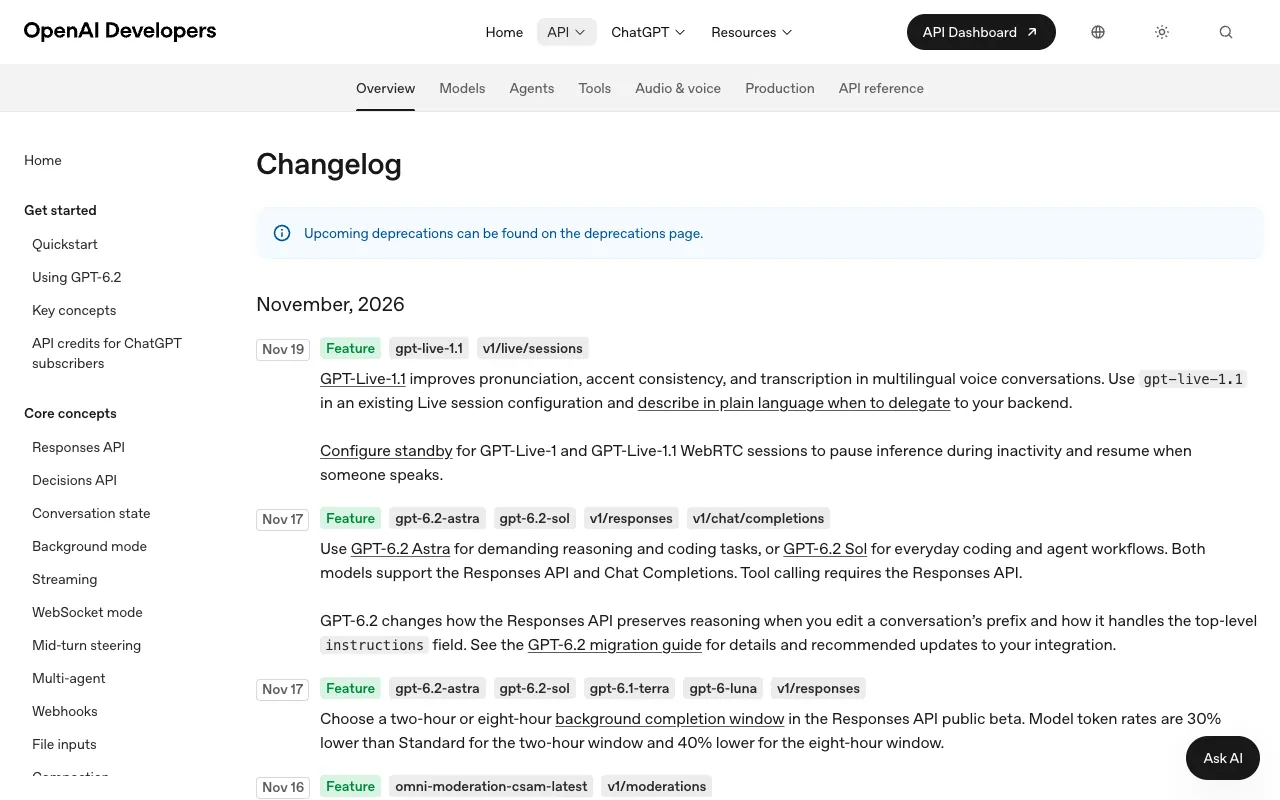 OpenAI Developers
Home
API
ChatGPT
Resources
API Dashboard
Overview
Models
Agents
Tools
Audio & voice
Production
API reference
Home
Get started
Quickstart
Using GPT-6.2
Key concepts
API credits for ChatGPT
subscribers
Core concepts
Responses API
Decisions API
Conversation state
Background mode
Streaming
WebSocket mode
Mid-turn steering
Multi-agent
Webhooks
File inputs
Compaction
Changelog
Upcoming deprecations can be found on the deprecations page.
November, 2026
Nov 19
Feature gpt-live-1.1 v1/live/sessions
GPT-Live-1.1 improves pronunciation, accent consistency, and transcription in multilingual voice conversations. Use gpt-live-1.1
in an existing Live session configuration and describe in plain language when to delegate to your backend.
Configure standby for GPT-Live-1 and GPT-Live-1.1 WebRTC sessions to pause inference during inactivity and resume when
someone speaks.
Nov 17
Feature gpt-6.2-astra gpt-6.2-sol v1/responses v1/chat/completions
Use GPT-6.2 Astra for demanding reasoning and coding tasks, or GPT-6.2 Sol for everyday coding and agent workflows. Both
models support the Responses API and Chat Completions. Tool calling requires the Responses API.
GPT-6.2 changes how the Responses API preserves reasoning when you edit a conversation's prefix and how it handles the top-level
instructions field. See the GPT-6.2 migration guide for details and recommended updates to your integration.
Nov 17
Feature gpt-6.2-astra gpt-6.2-sol gpt-6.1-terra gpt-6-luna v1/responses
Choose a two-hour or eight-hour background completion window in the Responses API public beta. Model token rates are 30%
lower than Standard for the two-hour window and 40% lower for the eight-hour window.
Nov 16
Feature omni-moderation-csam-latest v1/moderations
Ask AI